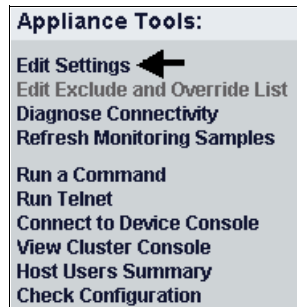 Appliance Tools:
Edit Settings
Edit Exclude and Override List
Diagnose Connectivity
Refresh Monitoring Samples
Run a Command
Run Telnet
Connect to Device Console
View Cluster Console
Host Users Summary
Check Configuration